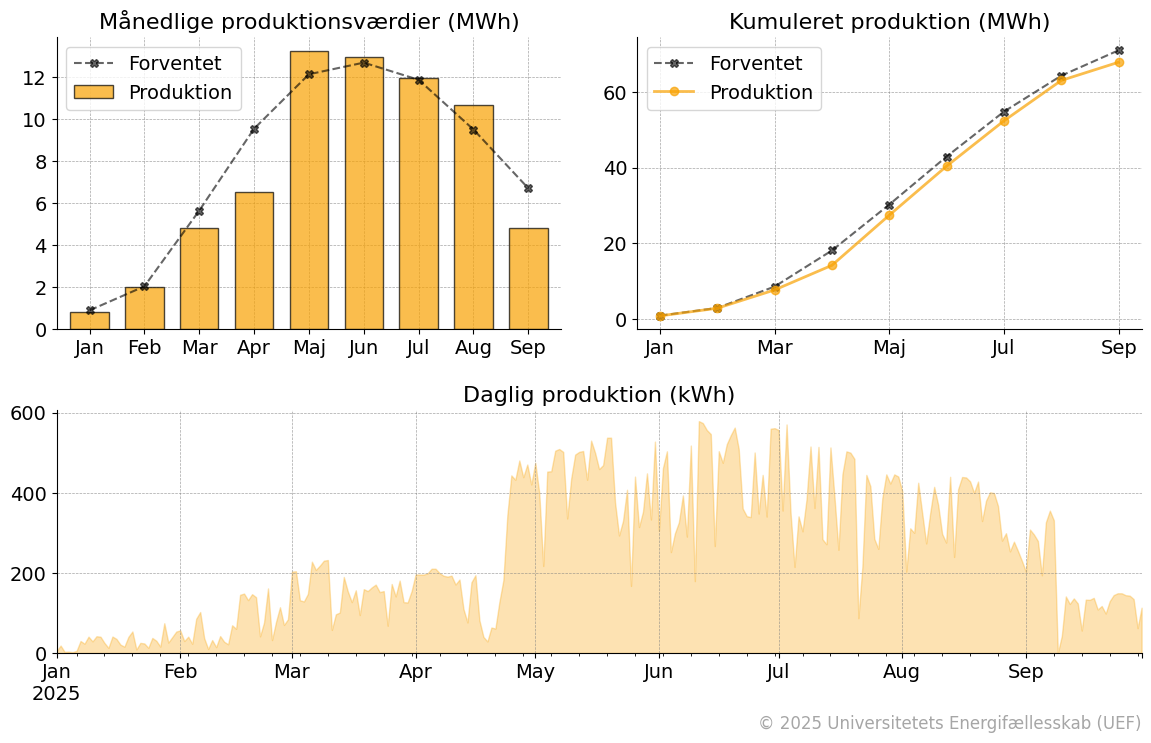 Månedlige produktionsværdier (MWh)
Forventet
Produktion
12
10
8
6
4
2
0
Jan Feb Mar Apr Maj Jun Jul Aug Sep
Kumuleret produktion (MWh)
Forventet
Produktion
60
40
20
0
Jan Mar Maj Jul Sep
Daglig produktion (kWh)
600
400
200
0
Jan Feb Mar Apr May Jun Jul Aug Sep
2025
© 2025 Universitetets Energifællesskab (UEF)